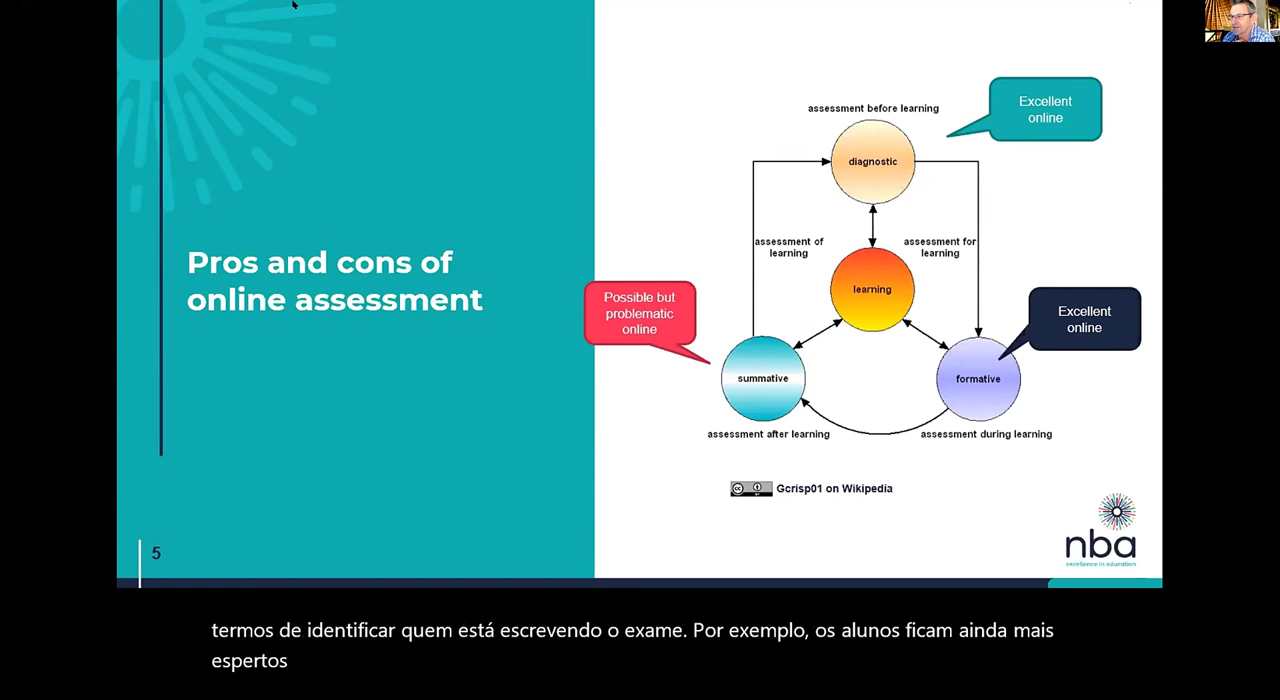 Pros and cons of
online assessment
5
assessment before learning
Excellent
online
diagnostic
assessment of
learning
assessment for
learning
learning
Possible but
problematic
online
Excellent
online
summative
formative
assessment after learning
assessment during learning
cc BY
Gcrisp01 on Wikipedia
nba
excellence in education
termos de identificar quem está escrevendo o exame. Por exemplo, os alunos ficam ainda mais
espertos